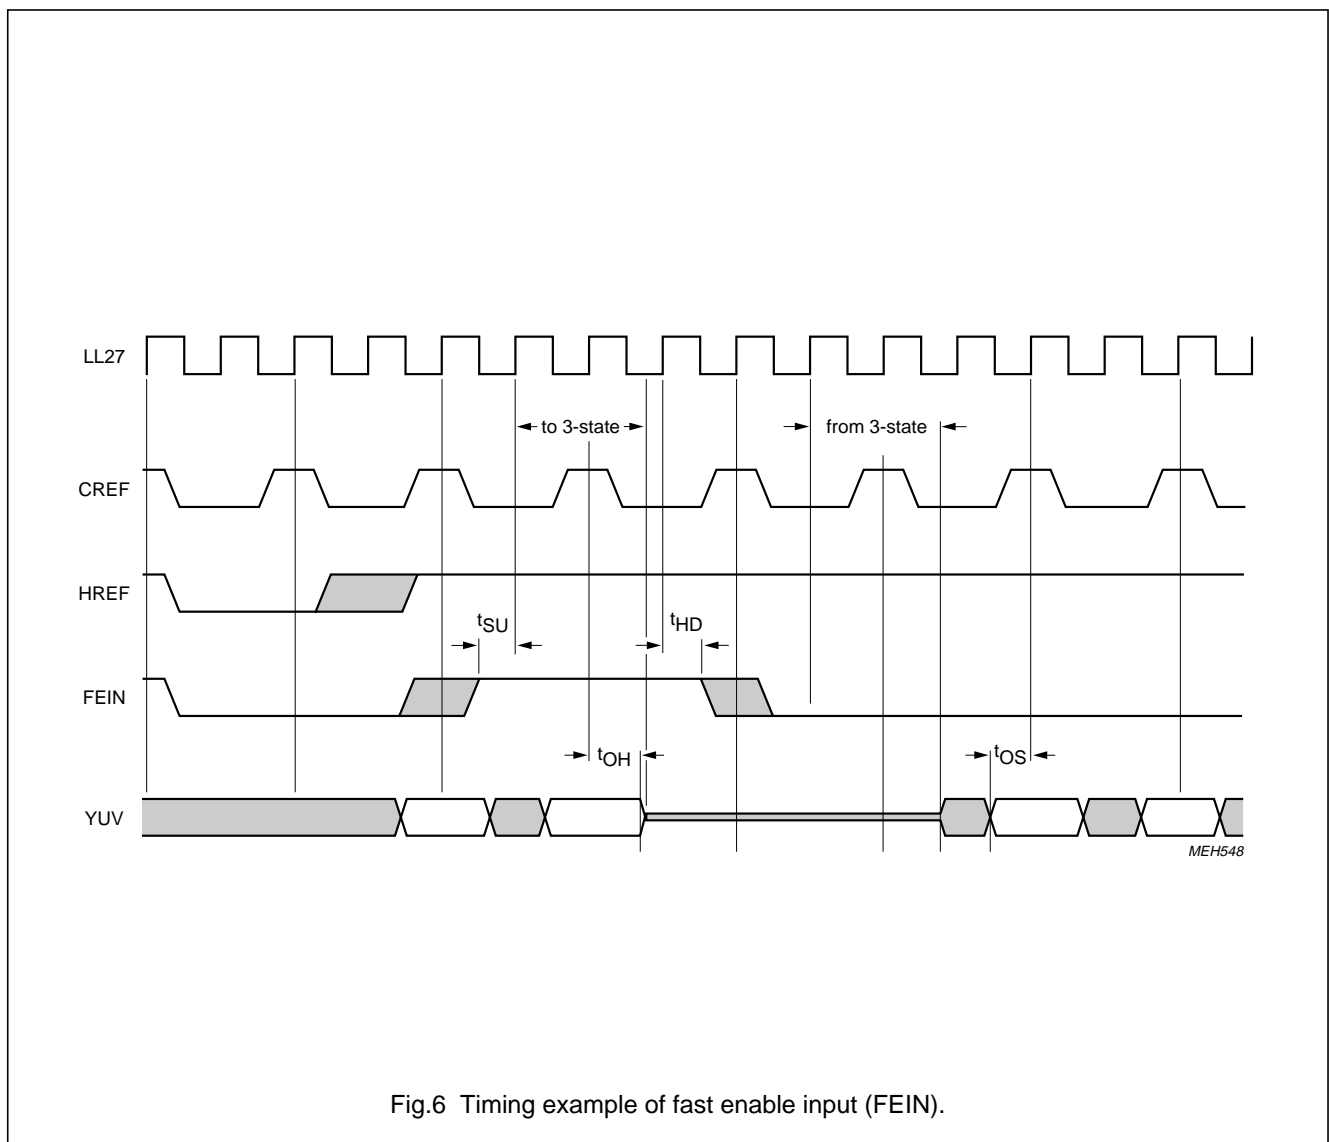 LL27
to 3-state
from 3-state
CREF
HREF
tSU
tHD
FEIN
tOH
tOS
YUV
MEH548
Fig.6 Timing example of fast enable input (FEIN).